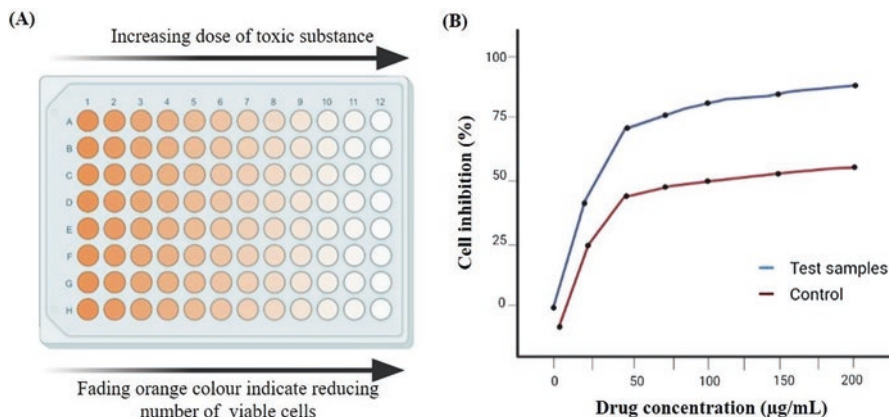 (A)
Increasing dose of toxic substance
1 2 3 4 5 6 7 8 9 10 11 12
A
B
C
D
E
F
G
H
Fading orange colour indicate reducing
number of viable cells
(B)
Cell inhibition (%)
100
75
50
25
0
Test samples
Control
0 50 100 150 200
Drug concentration (µg/mL)